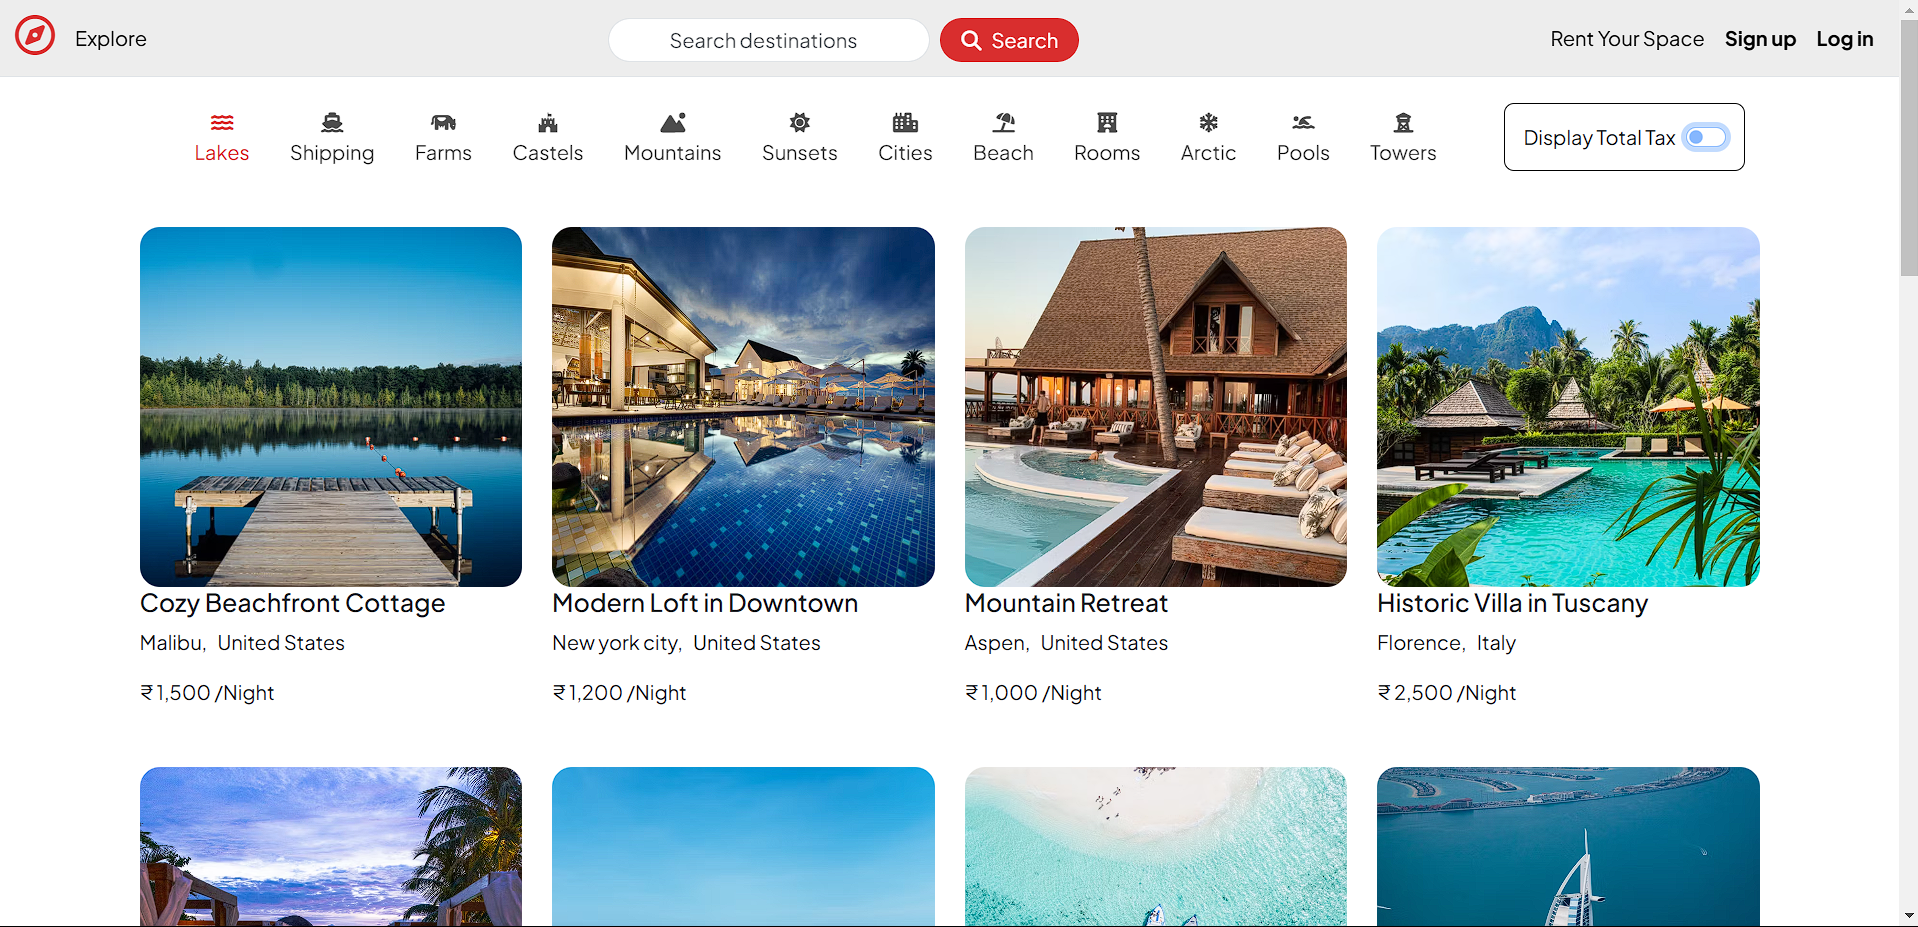 Explore
Search destinations
Search
Rent Your Space Sign up Log in
Lakes Shipping Farms Castels Mountains Sunsets Cities Beach Rooms Arctic Pools Towers
Display Total Tax
Cozy Beachfront Cottage
Malibu, United States
₹1,500 /Night
Modern Loft in Downtown
New york city, United States
₹1,200 /Night
Mountain Retreat
Aspen, United States
₹1,000 /Night
Historic Villa in Tuscany
Florence, Italy
₹2,500 /Night